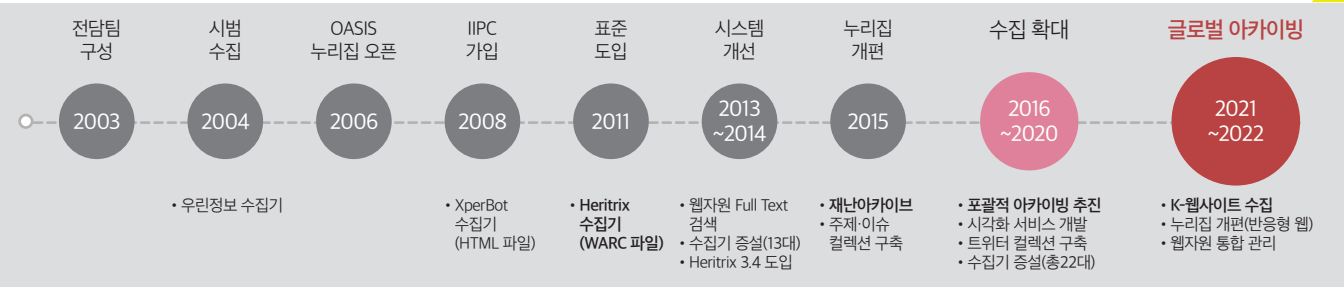 전담팀
구성
시범
수집
OASIS
누리집 오픈
IIPC
가입
표준
도입
시스템
개선
누리집
개편
수집 확대
글로벌 아카이빙
2003
2004
2006
2008
2011
2013
~2014
2015
2016
~2020
2021
~2022
• 우린정보 수집기
• XperBot
수집기
(HTML 파일)
• Heritrix
수집기
(WARC 파일)
• 웹자원 Full Text
검색
• 수집기 증설(13대)
• Heritrix 3.4 도입
• 재난아카이브
• 주제·이슈
컬렉션 구축
• 포괄적 아카이빙 추진
• 시각화 서비스 개발
• 트위터 컬렉션 구축
• 수집기 증설(총22대)
• K-웹사이트 수집
• 누리집 개편(반응형 웹)
• 웹자원 통합 관리